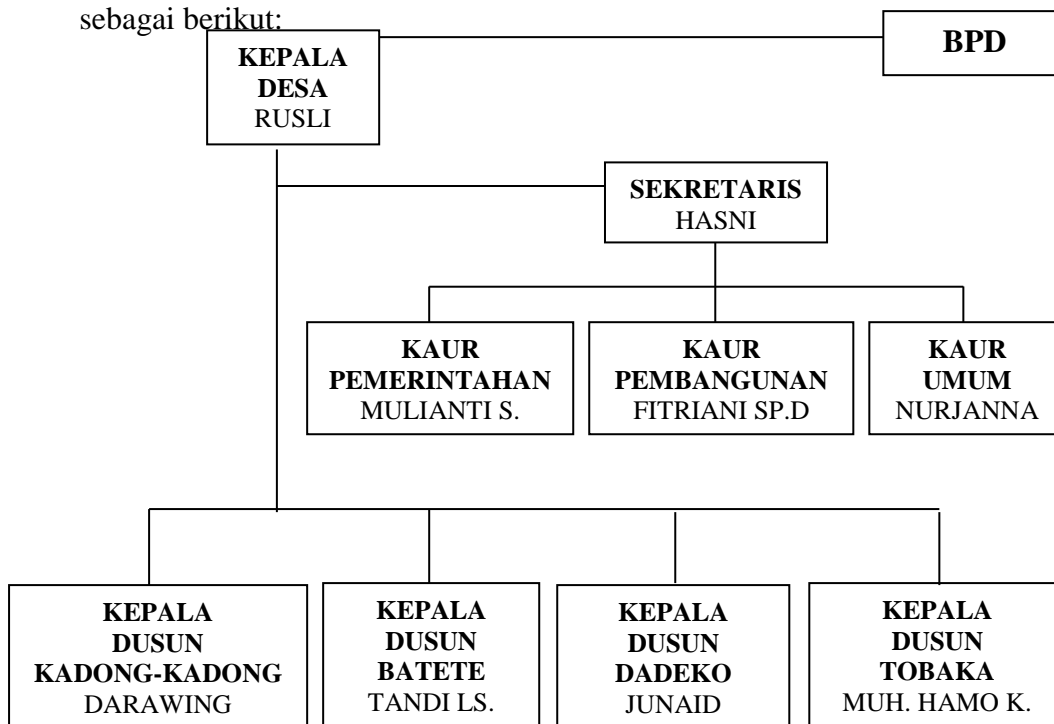 sebagai berikut:
BPD
KEPALA
DESA
RUSLI
SEKRETARIS
HASNI
KAUR
PEMERINTAHAN
MULIANTI S.
KAUR
PEMBANGUNAN
FITRIANI SP.D
KAUR
UMUM
NURJANNA
KEPALA
DUSUN
KADONG-KADONG
DARAWING
KEPALA
DUSUN
BATETE
TANDI LS.
KEPALA
DUSUN
DADEKO
JUNAID
KEPALA
DUSUN
TOBAKA
MUH. HAMO K.